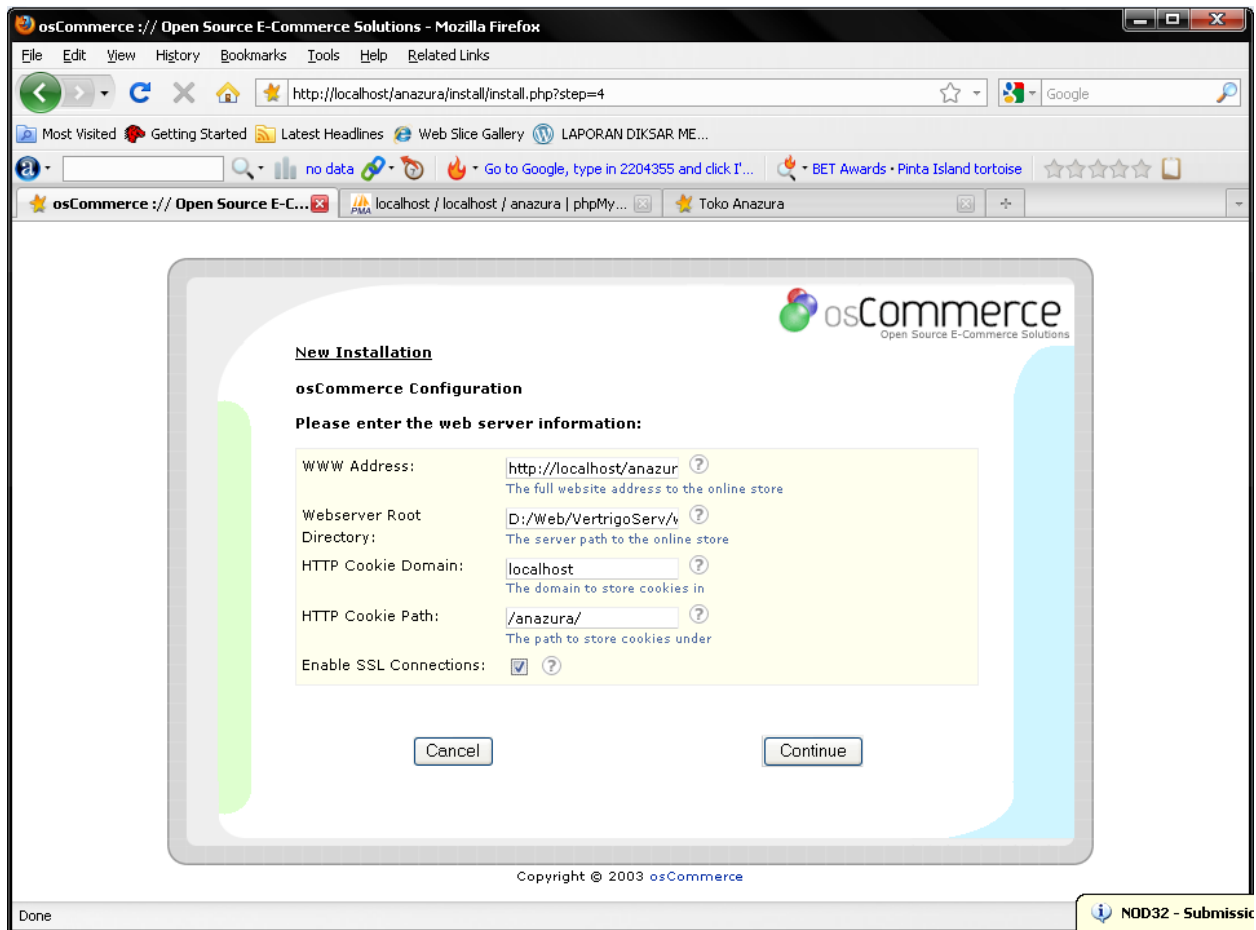 osCommerce :// Open Source E-Commerce Solutions - Mozilla Firefox
File Edit View History Bookmarks Tools Help Related Links
http://localhost/anazura/install/install.php?step=4 Google
Most Visited Getting Started Latest Headlines Web Slice Gallery LAPORAN DIKSAR ME...
no data Go to Google, type in 2204355 and click I'... BET Awards • Pinta Island tortoise
osCommerce :// Open Source E-C... PMA localhost / localhost / anazura | phpMy... Toko Anazura
osCommerce
Open Source E-Commerce Solutions
New Installation
osCommerce Configuration
Please enter the web server information:
WWW Address: http://localhost/anazur ?
The full website address to the online store
Webserver Root Directory: D:/Web/VertrigoServ/w ?
The server path to the online store
HTTP Cookie Domain: localhost ?
The domain to store cookies in
HTTP Cookie Path: /anazura/ ?
The path to store cookies under
Enable SSL Connections: ?
Cancel Continue
Copyright © 2003 osCommerce
Done NOD32 - Submissio